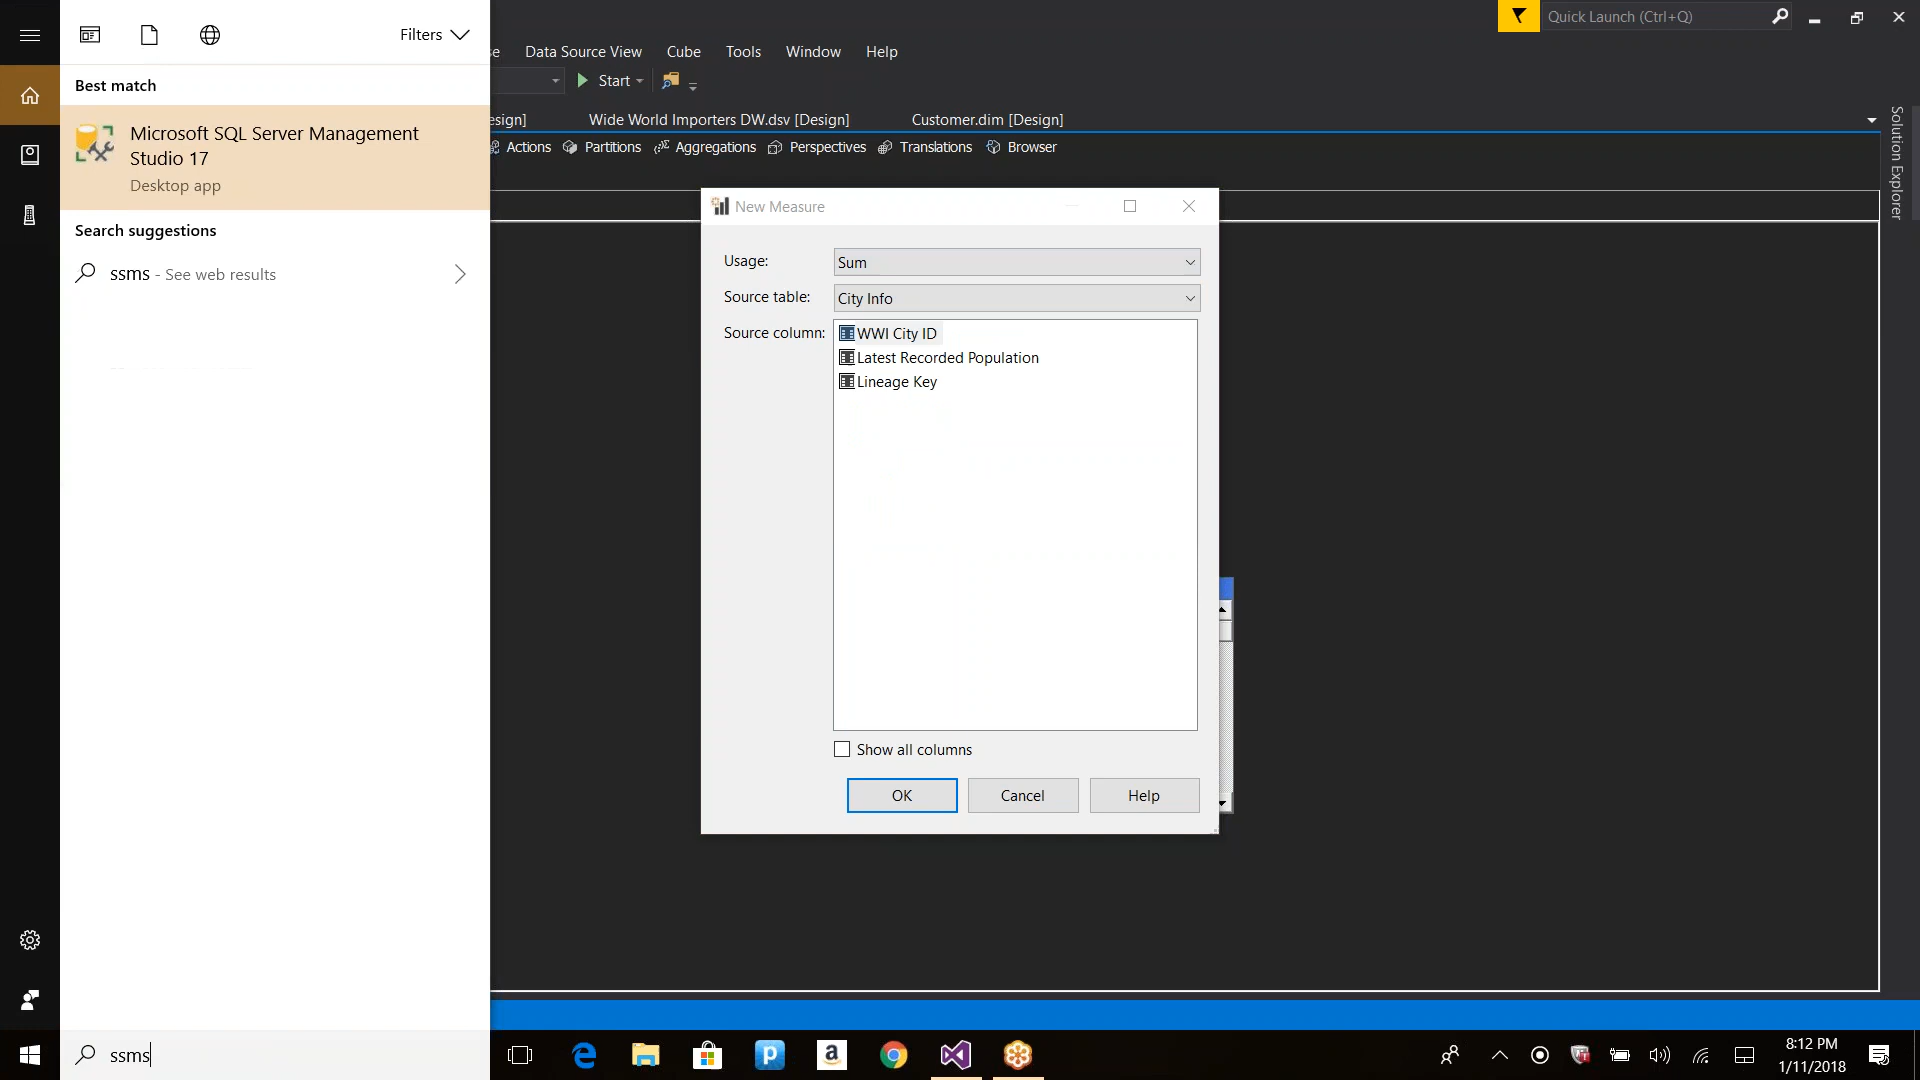 Filters
Best match
Microsoft SQL Server Management
Studio 17
Desktop app
Search suggestions
ssms - See web results
ssms
Quick Launch (Ctrl+Q)
se Data Source View Cube Tools Window Help
Start
esign] Wide World Importers DW.dsv [Design] Customer.dim [Design]
Actions Partitions Aggregations Perspectives Translations Browser
Solution Explorer
New Measure
Usage: Sum
Source table: City Info
Source column: WWI City ID
Latest Recorded Population
Lineage Key
Show all columns
OK Cancel Help
8:12 PM
1/11/2018